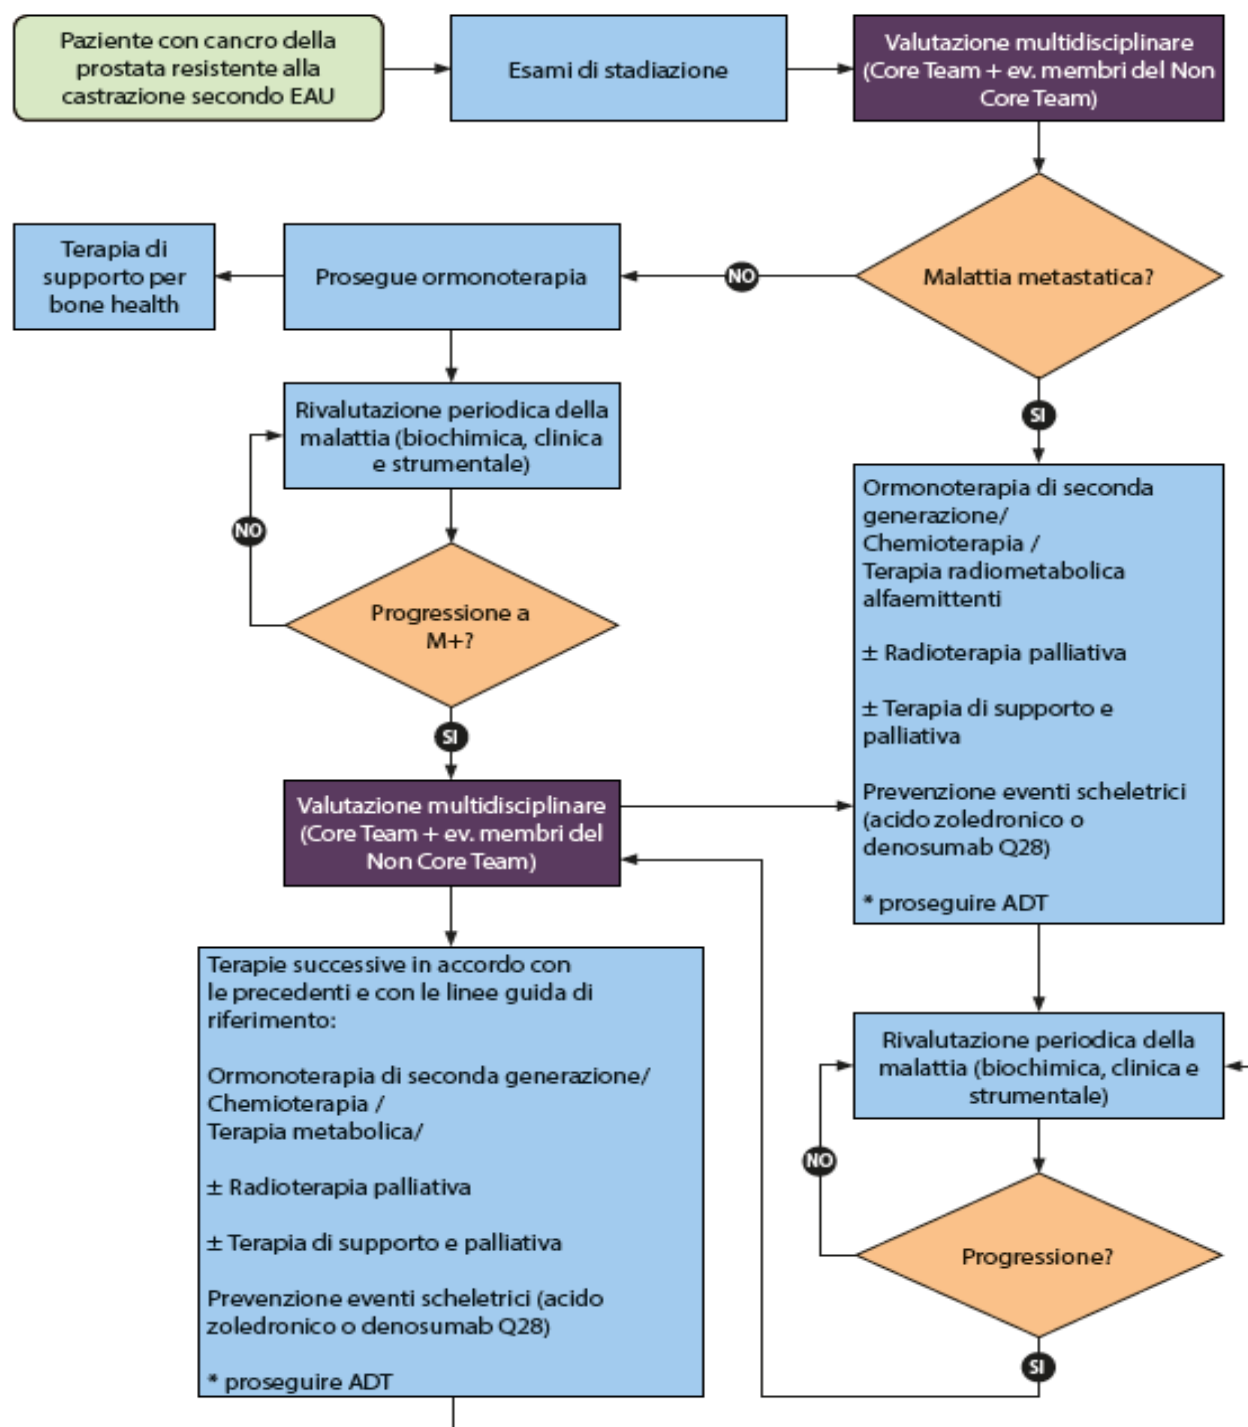 Paziente con cancro della
prostata resistente alla
castrazione secondo EAU
Esami di stadiazione
Valutazione multidisciplinare
(Core Team + ev. membri del Non
Core Team)
Malattia metastatica?
NO
Prosegue ormonoterapia
Terapia di
supporto per
bone health
Rivalutazione periodica della
malattia (biochimica, clinica
e strumentale)
NO
Progressione a
M+?
SI
Valutazione multidisciplinare
(Core Team + ev. membri del
Non Core Team)
Terapie successive in accordo con
le precedenti e con le linee guida di
riferimento:
Ormonoterapia di seconda generazione/
Chemioterapia /
Terapia metabolica/
± Radioterapia palliativa
± Terapia di supporto e palliativa
Prevenzione eventi scheletrici (acido
zoledronico o denosumab Q28)
* proseguire ADT
SI
Ormonoterapia di seconda
generazione/
Chemioterapia /
Terapia radiometabolica
alfaemittenti
± Radioterapia palliativa
± Terapia di supporto e
palliativa
Prevenzione eventi scheletrici
(acido zoledronico o
denosumab Q28)
* proseguire ADT
Rivalutazione periodica della
malattia (biochimica, clinica e
strumentale)
NO
Progressione?
SI